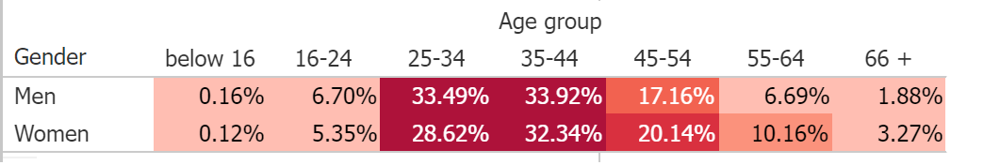 Age group
Gender below 16 16-24 25-34 35-44 45-54 55-64 66 +
Men 0.16% 6.70% 33.49% 33.92% 17.16% 6.69% 1.88%
Women 0.12% 5.35% 28.62% 32.34% 20.14% 10.16% 3.27%